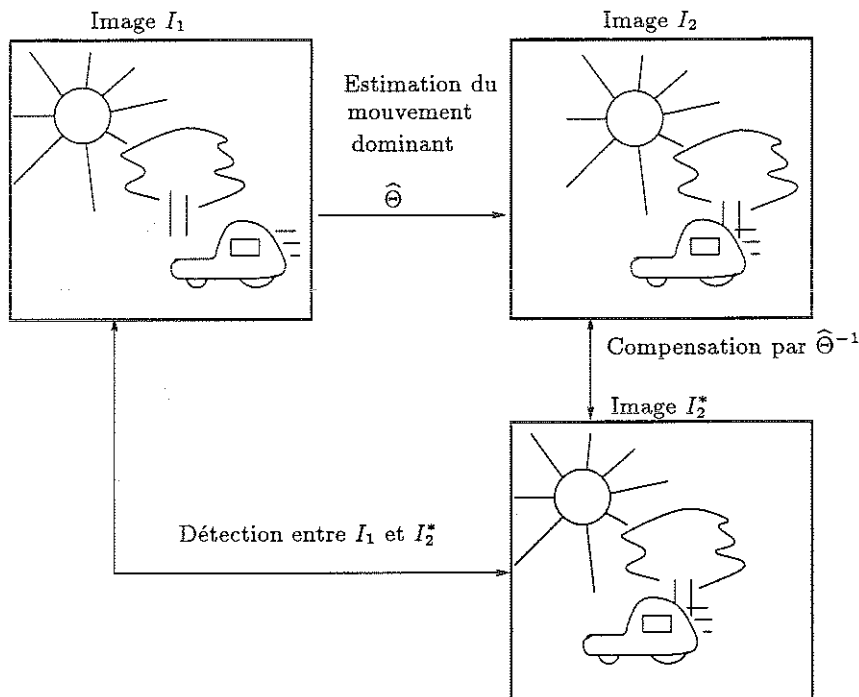 Image I₁
Image I₂
Estimation du
mouvement
dominant
Θ̂
Compensation par Θ̂⁻¹
Image I₂*
Détection entre I₁ et I₂*